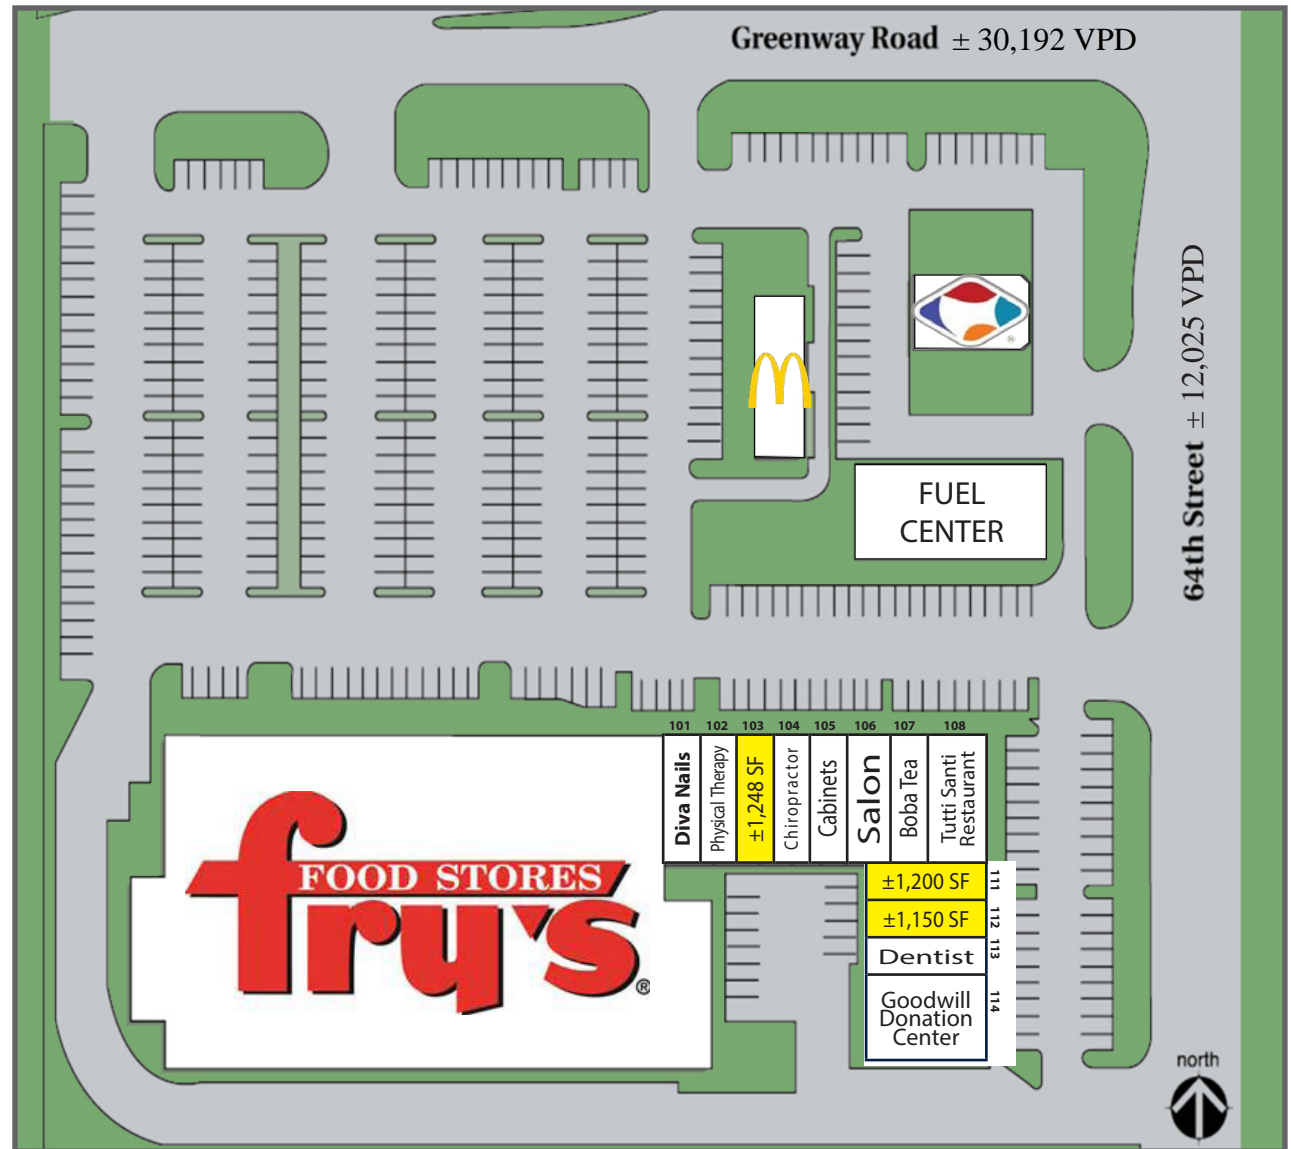 Greenway Road ± 30,192 VPD
64th Street ± 12,025 VPD
®
FUEL
CENTER
101 102 103 104 105 106 107 108
Diva Nails
Physical Therapy
±1,248 SF
Chiropractor
Cabinets
Salon
Boba Tea
Tutti Santi
Restaurant
fry's
FOOD STORES
®
±1,200 SF
111
±1,150 SF
112
Dentist
113
Goodwill
Donation
Center
114
north